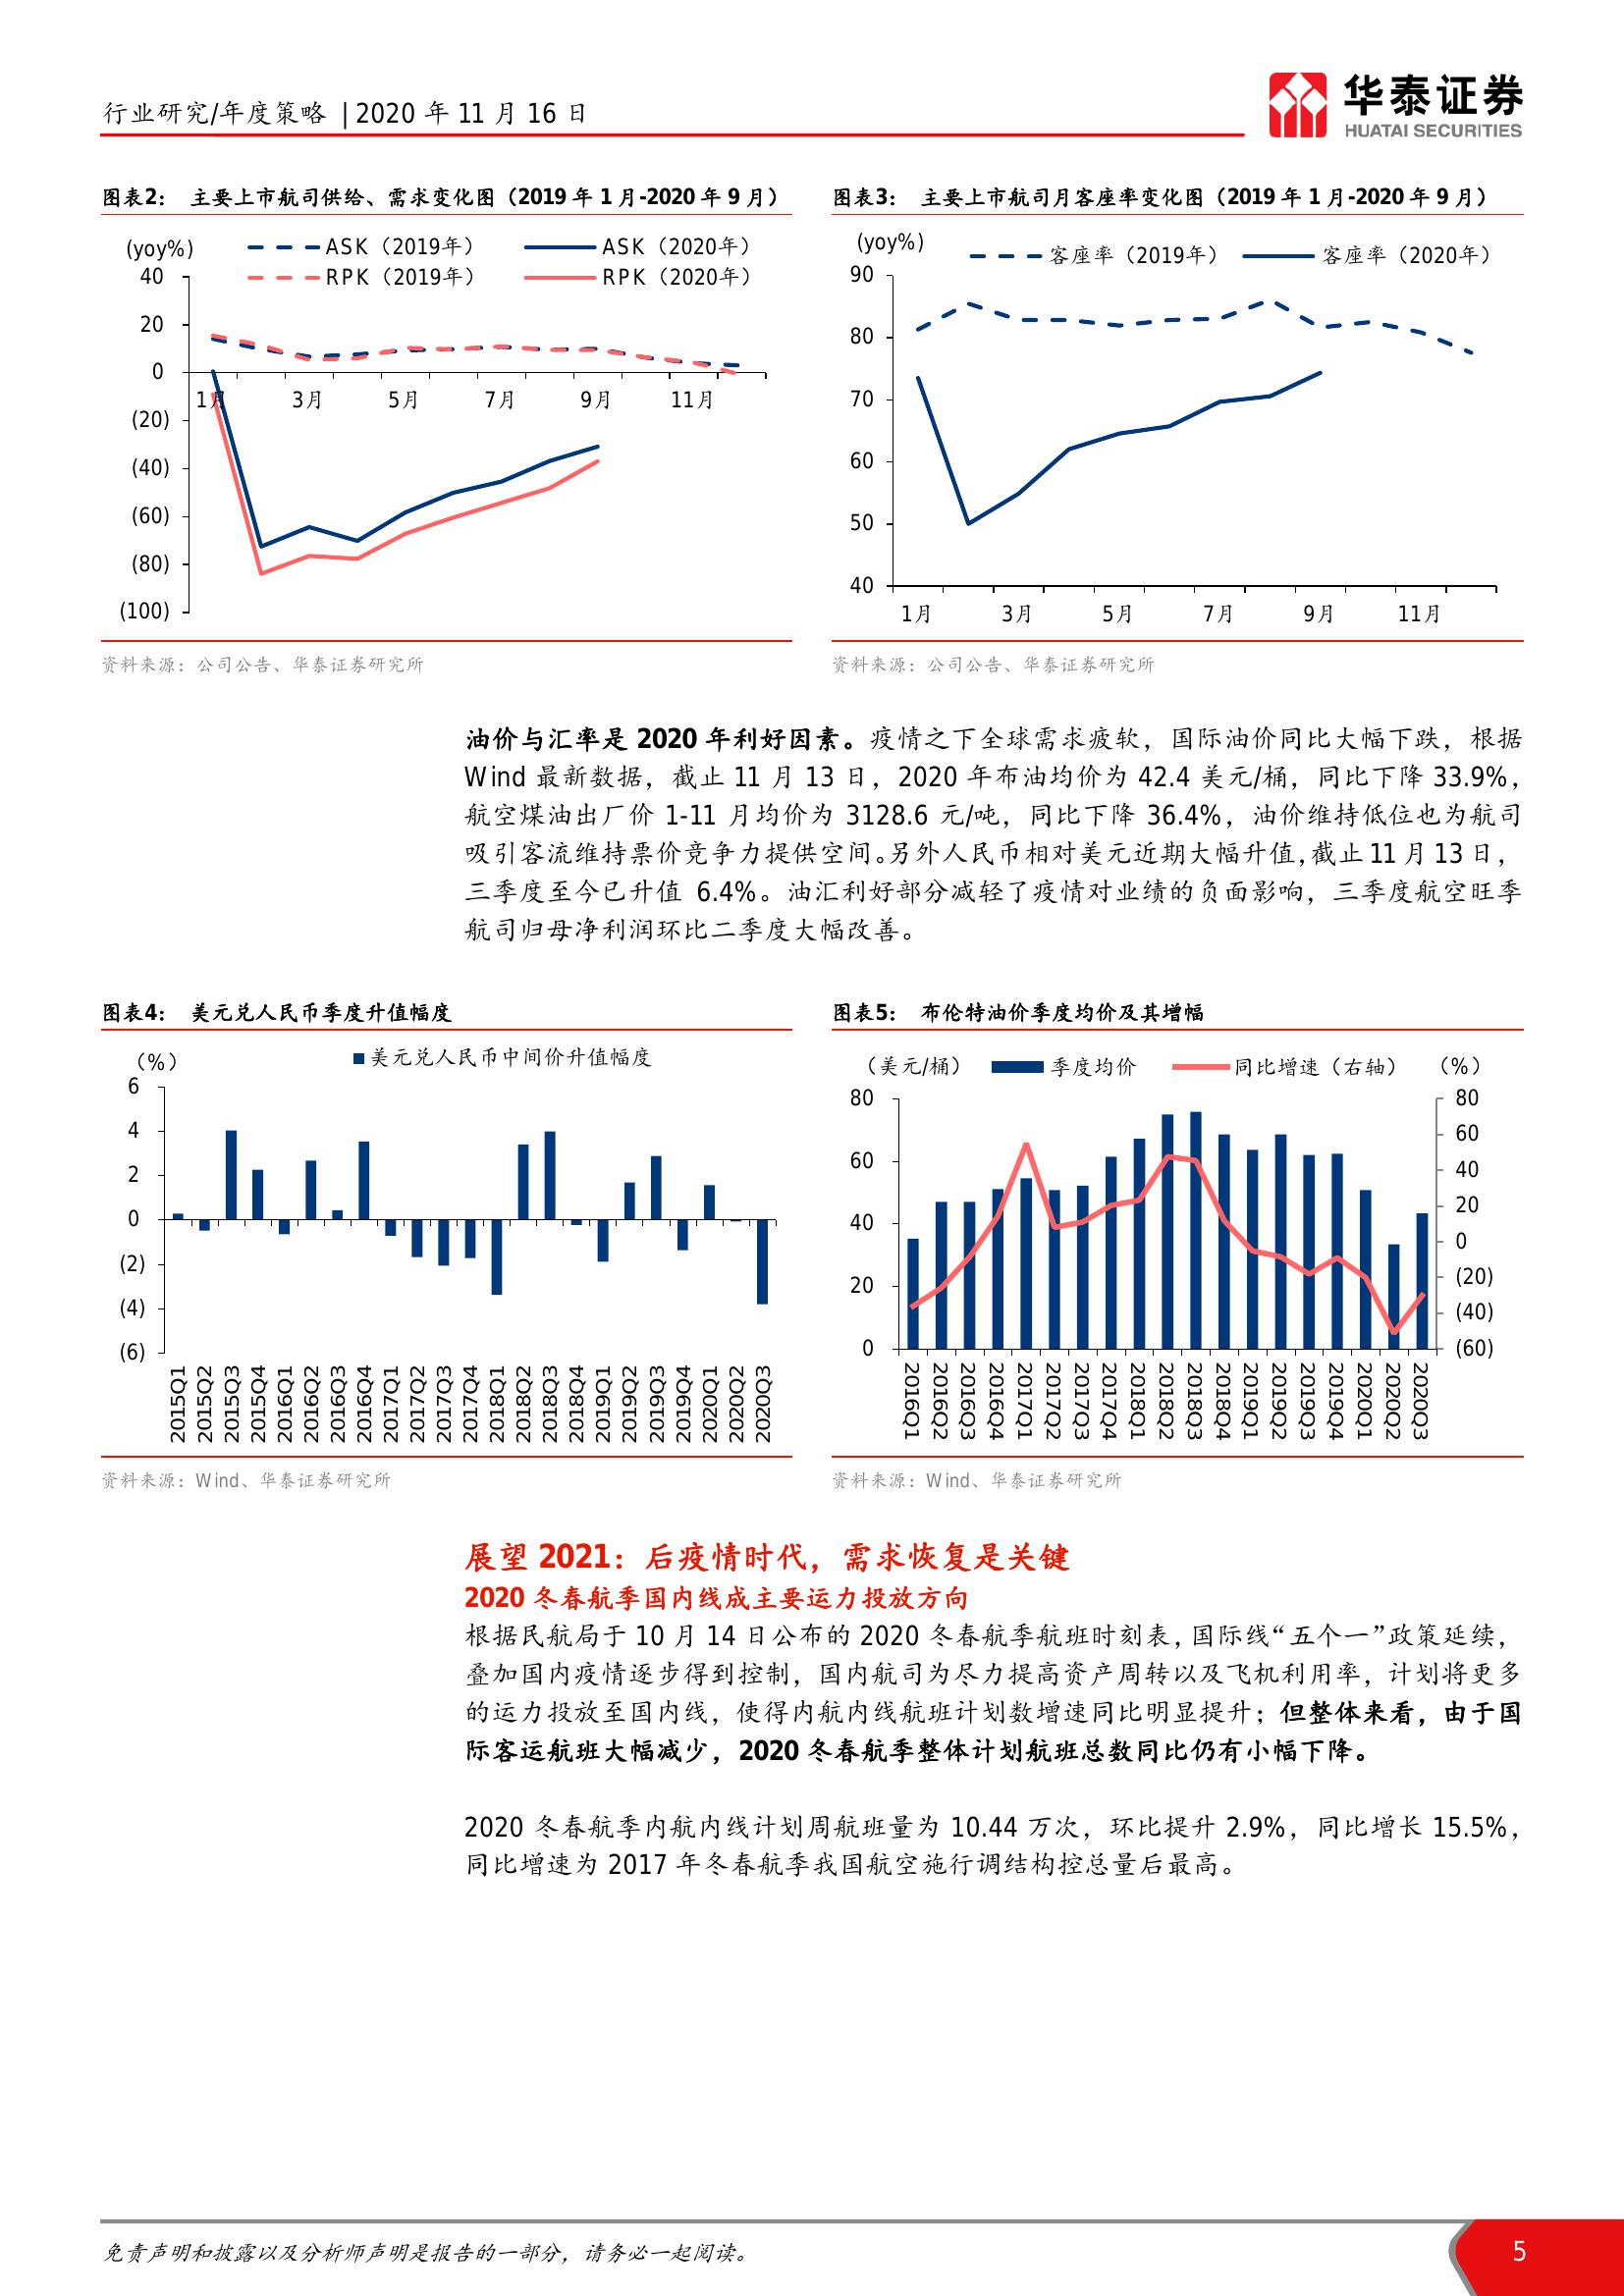 行业研究/年度策略 | 2020 年 11 月 16 日
华泰证券
HUATAI SECURITIES
图表2： 主要上市航司供给、需求变化图（2019 年 1 月-2020 年 9 月）
(yoy%)
ASK（2019年）
ASK（2020年）
RPK（2019年）
RPK（2020年）
40
20
0
(20)
(40)
(60)
(80)
(100)
1月 3月 5月 7月 9月 11月
资料来源：公司公告、华泰证券研究所
图表3： 主要上市航司月客座率变化图（2019 年 1 月-2020 年 9 月）
(yoy%)
客座率（2019年）
客座率（2020年）
90
80
70
60
50
40
1月 3月 5月 7月 9月 11月
资料来源：公司公告、华泰证券研究所
油价与汇率是 2020 年利好因素。疫情之下全球需求疲软，国际油价同比大幅下跌，根据
Wind 最新数据，截止 11 月 13 日，2020 年布油均价为 42.4 美元/桶，同比下降 33.9%，
航空煤油出厂价 1-11 月均价为 3128.6 元/吨，同比下降 36.4%，油价维持低位也为航司
吸引客流维持票价竞争力提供空间。另外人民币相对美元近期大幅升值，截止 11 月 13 日，
三季度至今已升值 6.4%。油汇利好部分减轻了疫情对业绩的负面影响，三季度航空旺季
航司归母净利润环比二季度大幅改善。
图表4： 美元兑人民币季度升值幅度
（%）
美元兑人民币中间价升值幅度
6
4
2
0
(2)
(4)
(6)
2015Q1 2015Q2 2015Q3 2015Q4 2016Q1 2016Q2 2016Q3 2016Q4 2017Q1 2017Q2 2017Q3 2017Q4 2018Q1 2018Q2 2018Q3 2018Q4 2019Q1 2019Q2 2019Q3 2019Q4 2020Q1 2020Q2 2020Q3
资料来源：Wind、华泰证券研究所
图表5： 布伦特油价季度均价及其增幅
（美元/桶）
季度均价
同比增速（右轴）
（%）
80
60
40
20
0
80
60
40
20
0
(20)
(40)
(60)
2016Q1 2016Q2 2016Q3 2016Q4 2017Q1 2017Q2 2017Q3 2017Q4 2018Q1 2018Q2 2018Q3 2018Q4 2019Q1 2019Q2 2019Q3 2019Q4 2020Q1 2020Q2 2020Q3
资料来源：Wind、华泰证券研究所
展望 2021：后疫情时代，需求恢复是关键
2020 冬春航季国内线成主要运力投放方向
根据民航局于 10 月 14 日公布的 2020 冬春航季航班时刻表，国际线“五个一”政策延续，
叠加国内疫情逐步得到控制，国内航司为尽力提高资产周转以及飞机利用率，计划将更多
的运力投放至国内线，使得内航内线航班计划数增速同比明显提升；但整体来看，由于国
际客运航班大幅减少，2020 冬春航季整体计划航班总数同比仍有小幅下降。
2020 冬春航季内航内线计划周航班量为 10.44 万次，环比提升 2.9%，同比增长 15.5%，
同比增速为 2017 年冬春航季我国航空施行调结构控总量后最高。
免责声明和披露以及分析师声明是报告的一部分，请务必一起阅读。
5